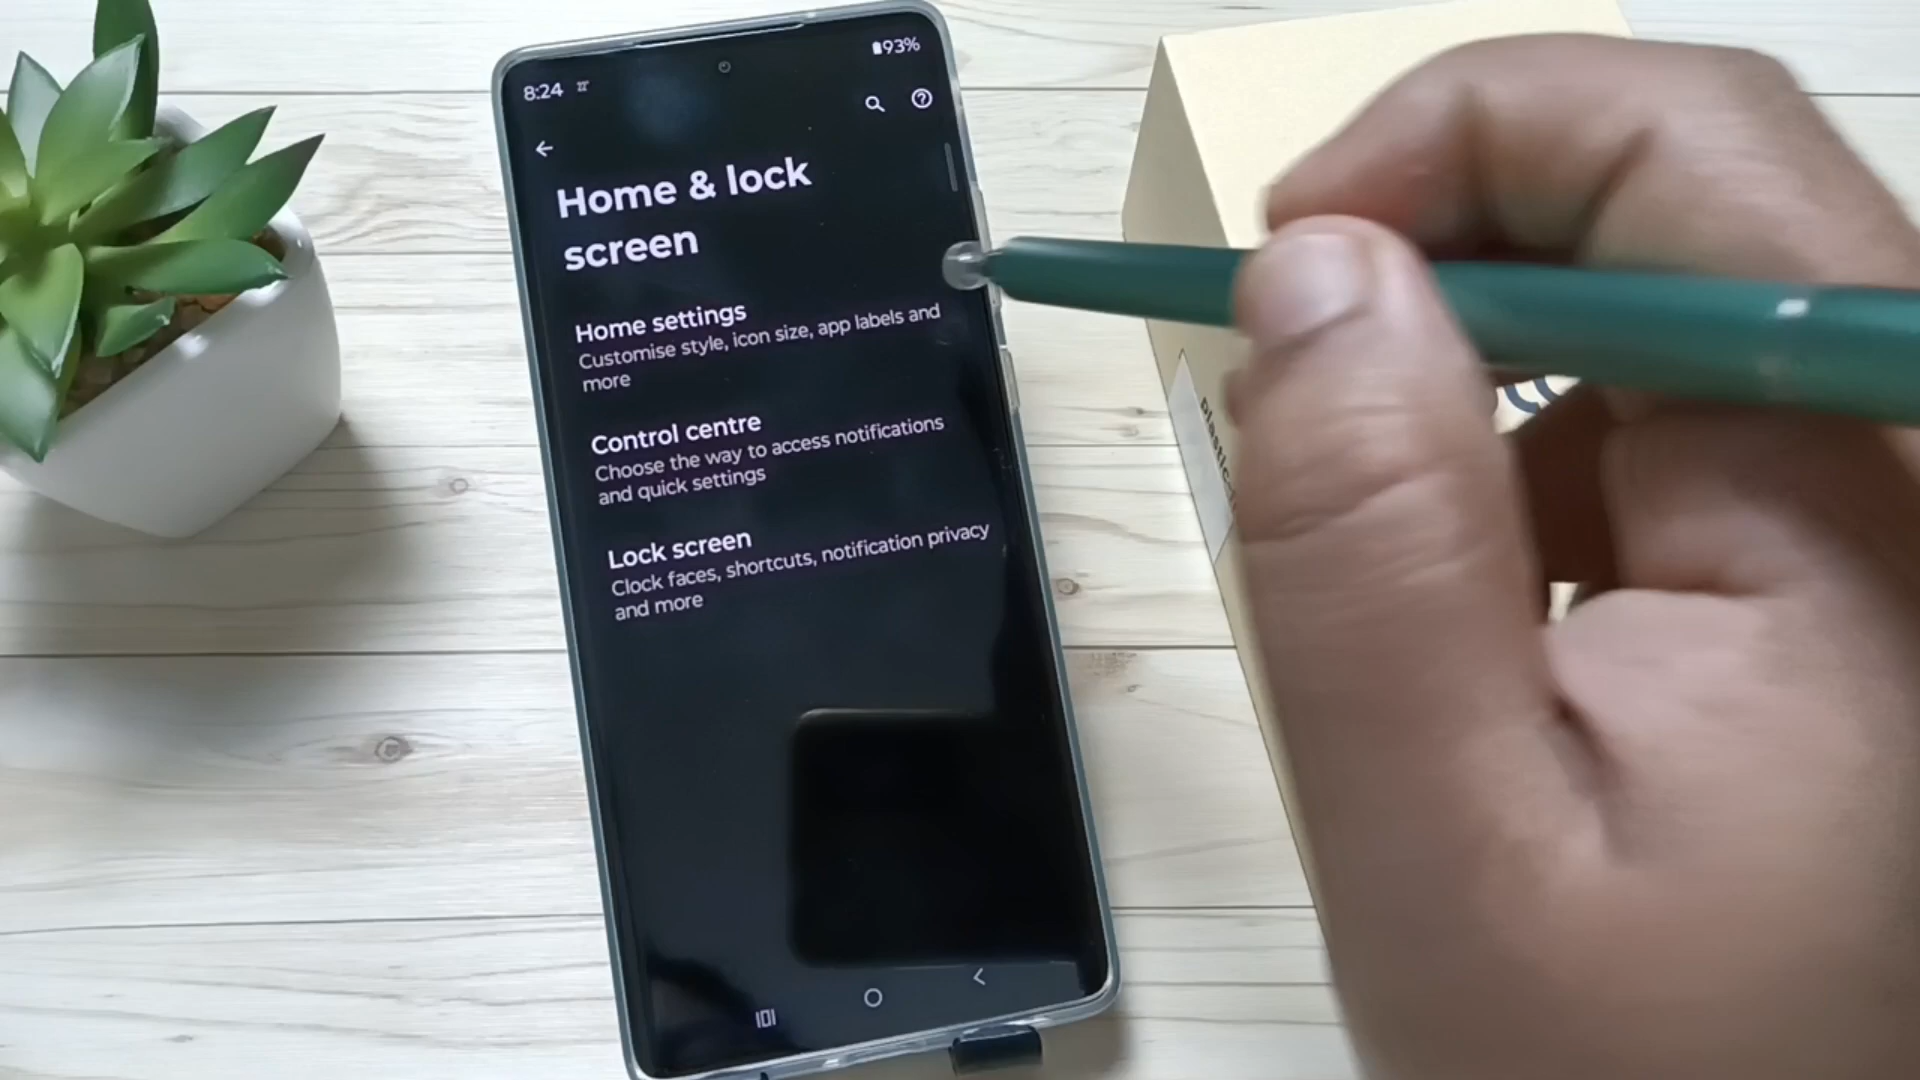 8:24
93%
Home & lock
screen
Home settings
Customise style, icon size, app labels and
more
Control centre
Choose the way to access notifications
and quick settings
Lock screen
Clock faces, shortcuts, notification privacy
and more